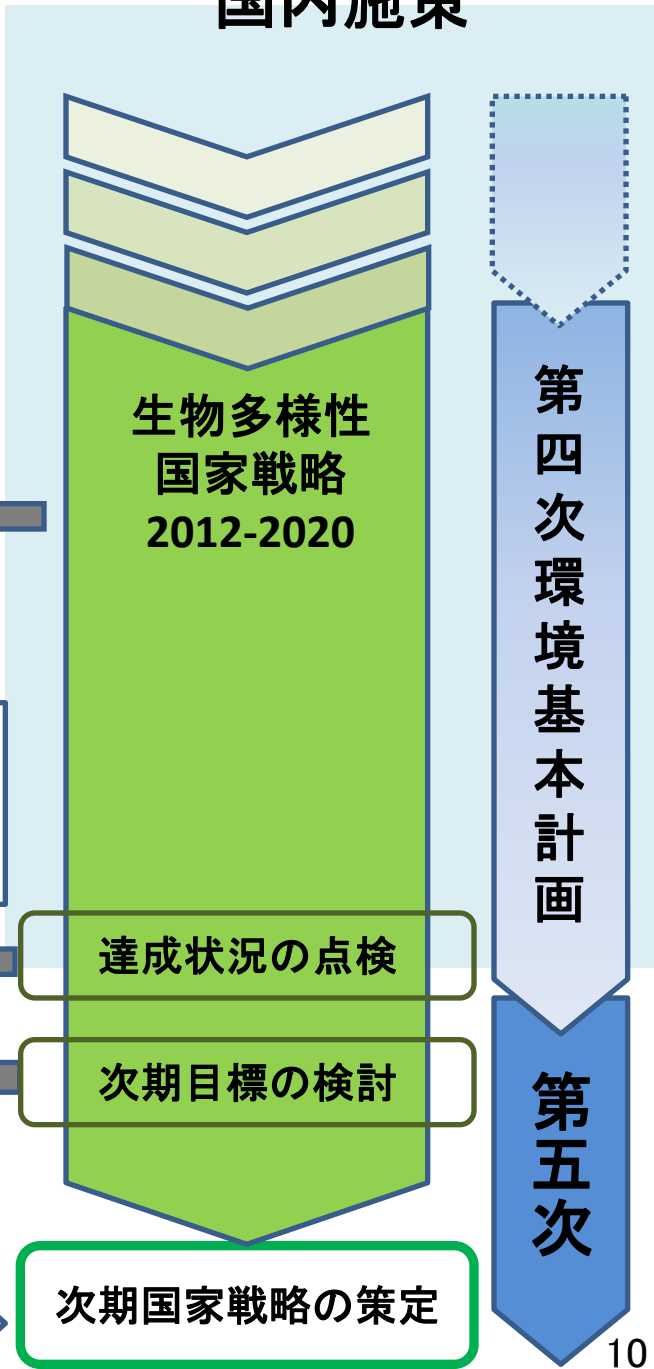 国内施策
生物多様性
国家戦略
2012-2020
達成状況の点検
次期目標の検討
次期国家戦略の策定
第四次環境基本計画
第五次
10